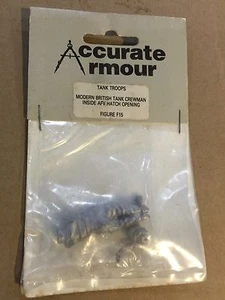 Accurate
Armour
TANK TROOPS
MODERN BRITISH TANK CREWMAN
INSIDE AFV HATCH OPENING
FIGURE F15